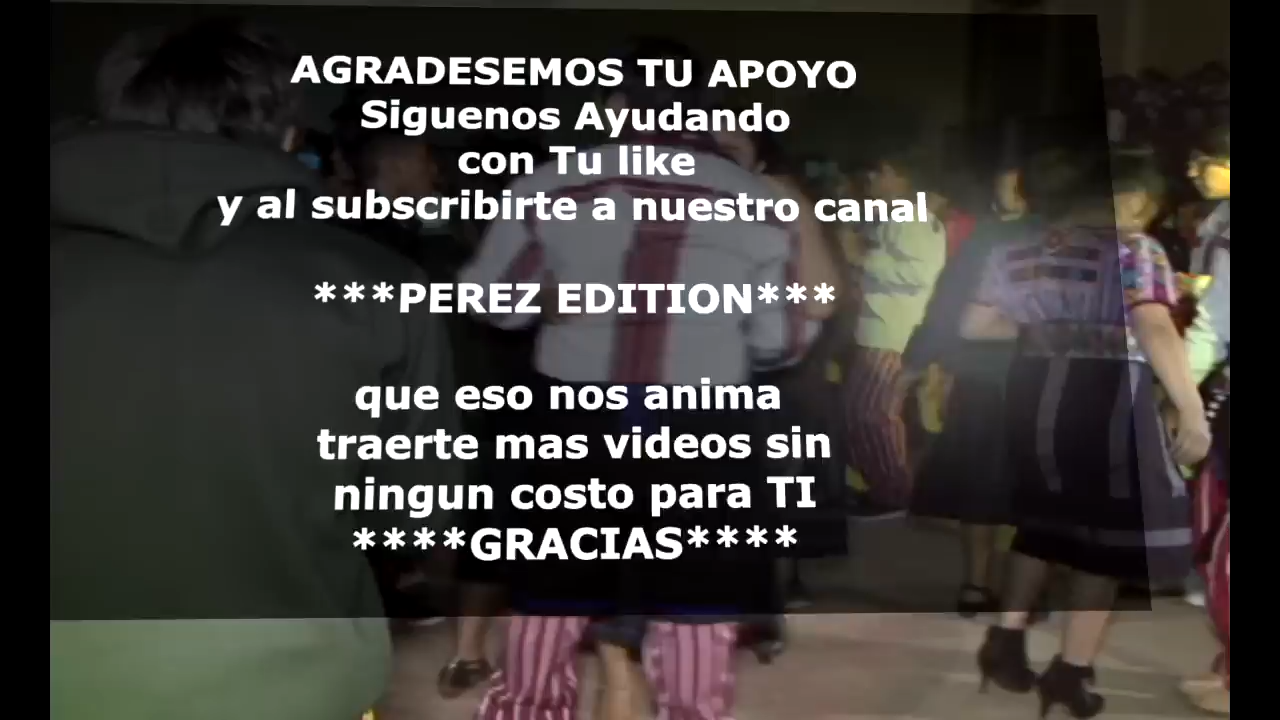 AGRADESEMOS TU APOYO
Siguenos Ayudando
con Tu like
y al subscribirte a nuestro canal
***PEREZ EDITION***
que eso nos anima
traerte mas videos sin
ningun costo para TI
****GRACIAS****